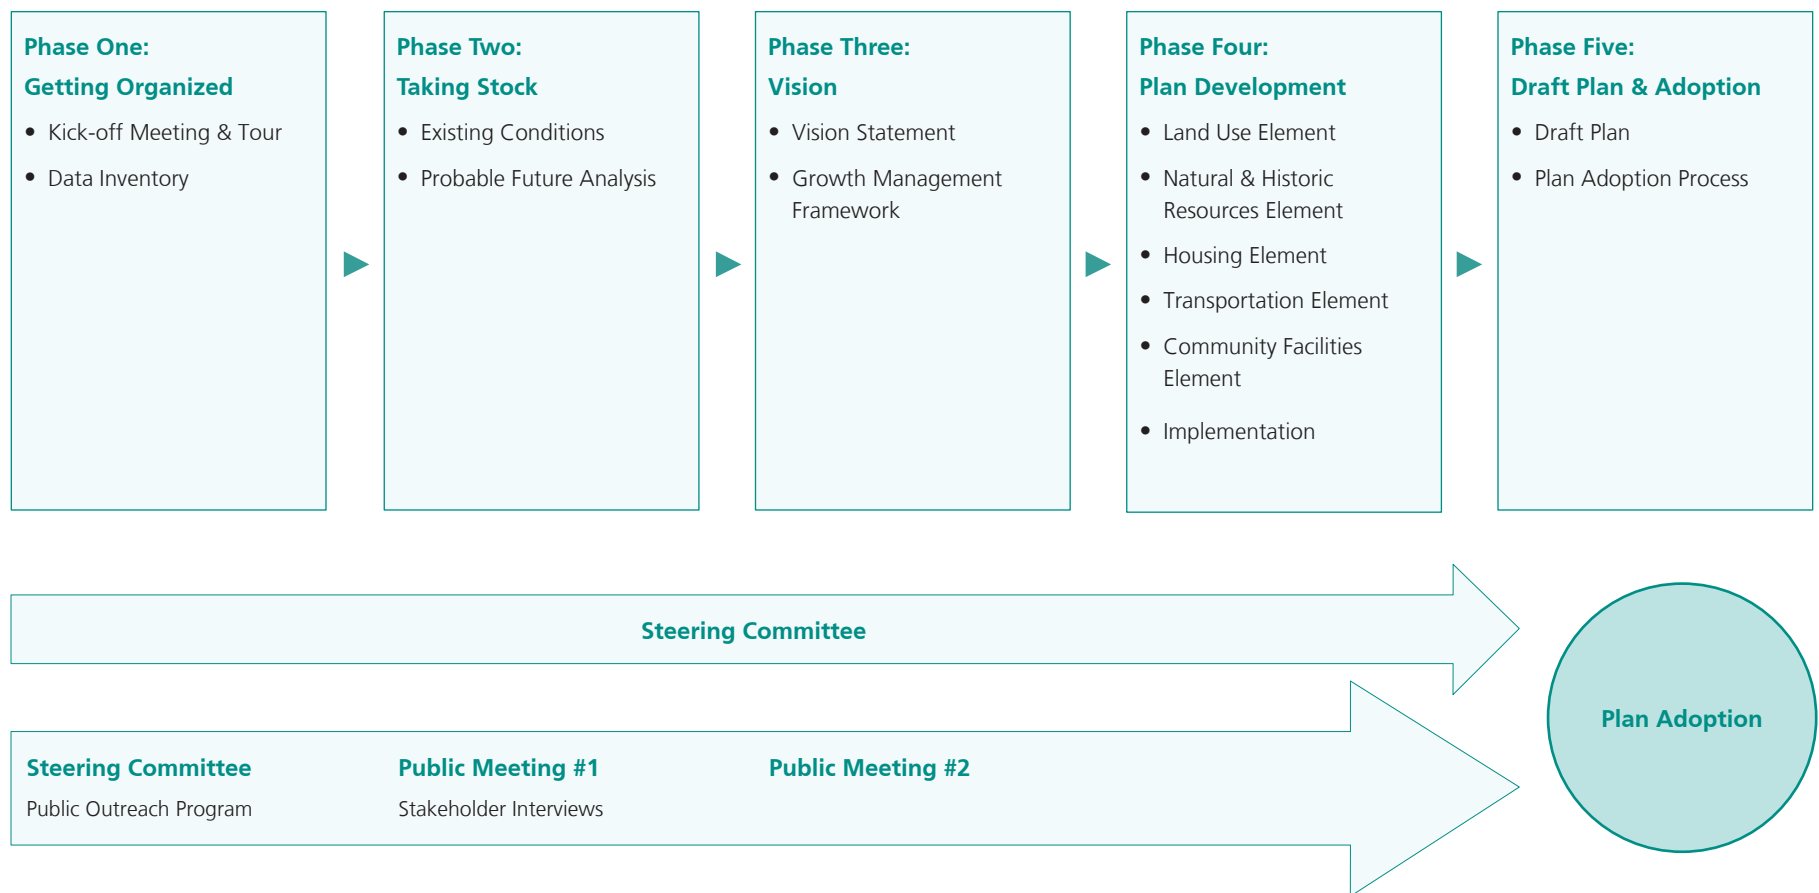 Phase One:
Getting Organized
• Kick-off Meeting & Tour
• Data Inventory
Phase Two:
Taking Stock
• Existing Conditions
• Probable Future Analysis
Phase Three:
Vision
• Vision Statement
• Growth Management
Framework
Phase Four:
Plan Development
• Land Use Element
• Natural & Historic
Resources Element
• Housing Element
• Transportation Element
• Community Facilities
Element
• Implementation
Phase Five:
Draft Plan & Adoption
• Draft Plan
• Plan Adoption Process
Steering Committee
Steering Committee
Public Outreach Program
Public Meeting #1
Stakeholder Interviews
Public Meeting #2
Plan Adoption